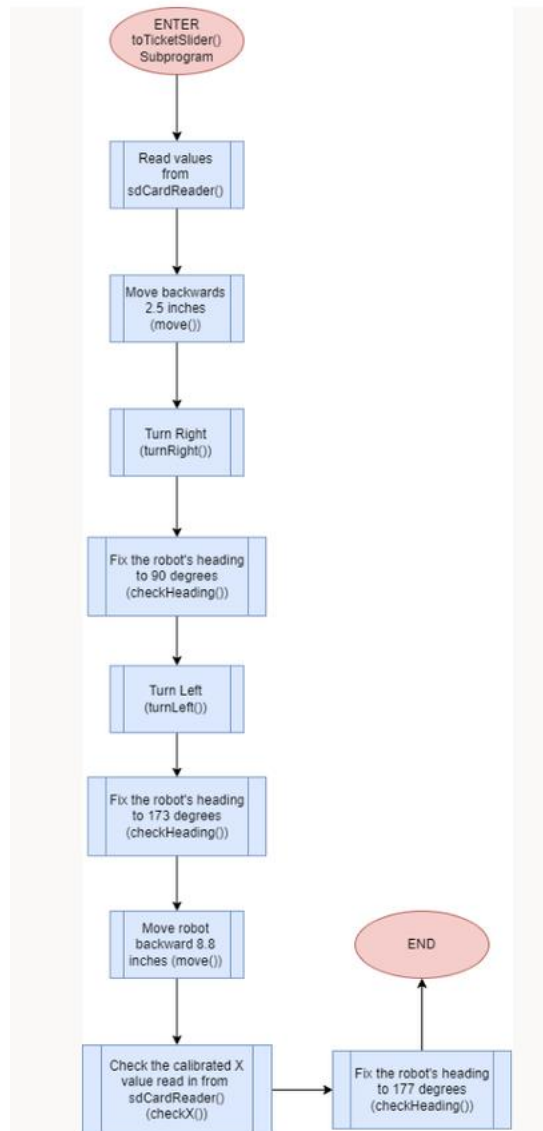 ENTER
toTicketSlider()
Subprogram
Read values
from
sdCardReader()
Move backwards
2.5 inches
(move())
Turn Right
(turnRight())
Fix the robot's heading
to 90 degrees
(checkHeading())
Turn Left
(turnLeft())
Fix the robot's heading
to 173 degrees
(checkHeading())
Move robot
backward 8.8
inches (move())
Check the calibrated X
value read in from
sdCardReader()
(checkX())
Fix the robot's heading
to 177 degrees
(checkHeading())
END